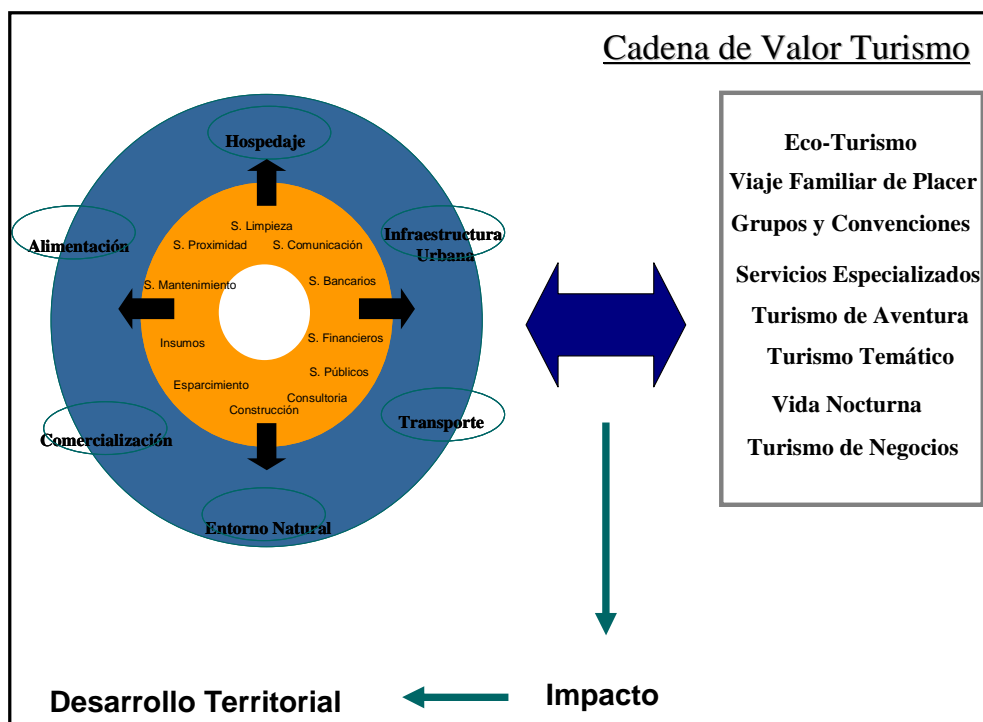 Cadena de Valor Turismo
Hospedaje
Alimentación
Infraestructura
Urbana
Comercialización
Transporte
Entorno Natural
S. Limpieza
S. Proximidad
S. Comunicación
S. Mantenimiento
S. Bancarios
Insumos
S. Financieros
S. Públicos
Esparcimiento
Consultoria
Construcción
Eco-Turismo
Viaje Familiar de Placer
Grupos y Convenciones
Servicios Especializados
Turismo de Aventura
Turismo Temático
Vida Nocturna
Turismo de Negocios
Desarrollo Territorial
Impacto